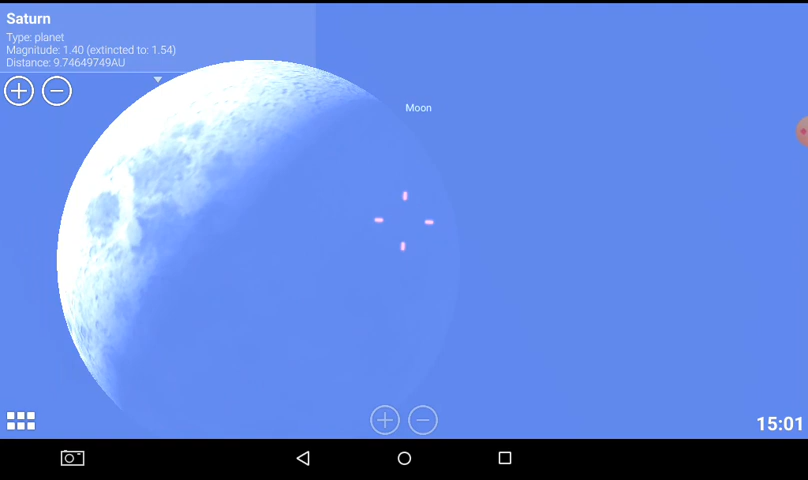 Saturn
Type: planet
Magnitude: 1.40 (extincted to: 1.54)
Distance: 9.74649749AU
Moon
15:01